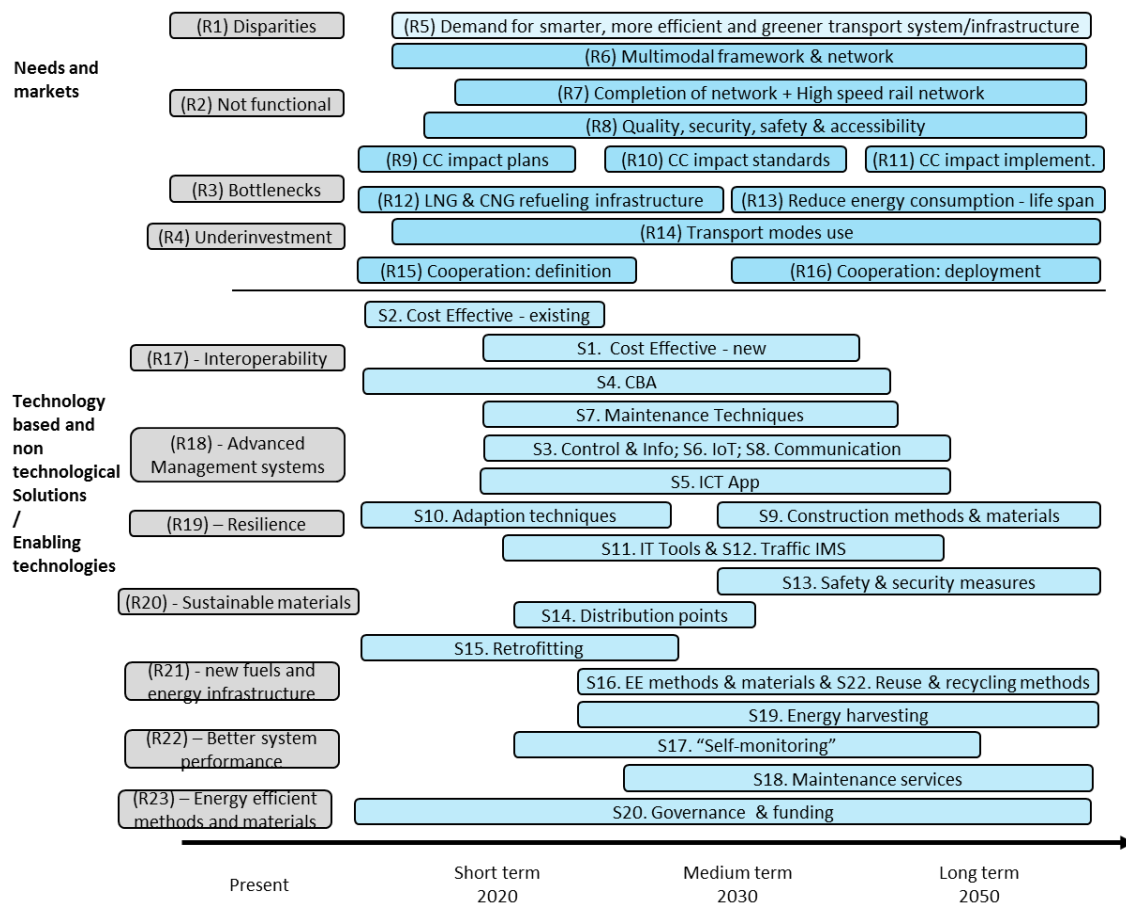 (R1) Disparities
(R5) Demand for smarter, more efficient and greener transport system/infrastructure
(R6) Multimodal framework & network
Needs and
markets
(R7) Completion of network + High speed rail network
(R2) Not functional
(R8) Quality, security, safety & accessibility
(R9) CC impact plans
(R10) CC impact standards
(R11) CC impact implement.
(R3) Bottlenecks
(R12) LNG & CNG refueling infrastructure
(R13) Reduce energy consumption - life span
(R4) Underinvestment
(R14) Transport modes use
(R15) Cooperation: definition
(R16) Cooperation: deployment
S2. Cost Effective - existing
(R17) - Interoperability
S1. Cost Effective - new
S4. CBA
Technology
based and
non
technological
Solutions
/
Enabling
technologies
S7. Maintenance Techniques
(R18) - Advanced
Management systems
S3. Control & Info; S6. IoT; S8. Communication
S5. ICT App
(R19) – Resilience
S10. Adaption techniques
S9. Construction methods & materials
S11. IT Tools & S12. Traffic IMS
S13. Safety & security measures
(R20) - Sustainable materials
S14. Distribution points
S15. Retrofitting
(R21) - new fuels and
energy infrastructure
S16. EE methods & materials & S22. Reuse & recycling methods
S19. Energy harvesting
(R22) – Better system
performance
S17. “Self-monitoring”
S18. Maintenance services
(R23) – Energy efficient
methods and materials
S20. Governance & funding
Present
Short term
2020
Medium term
2030
Long term
2050